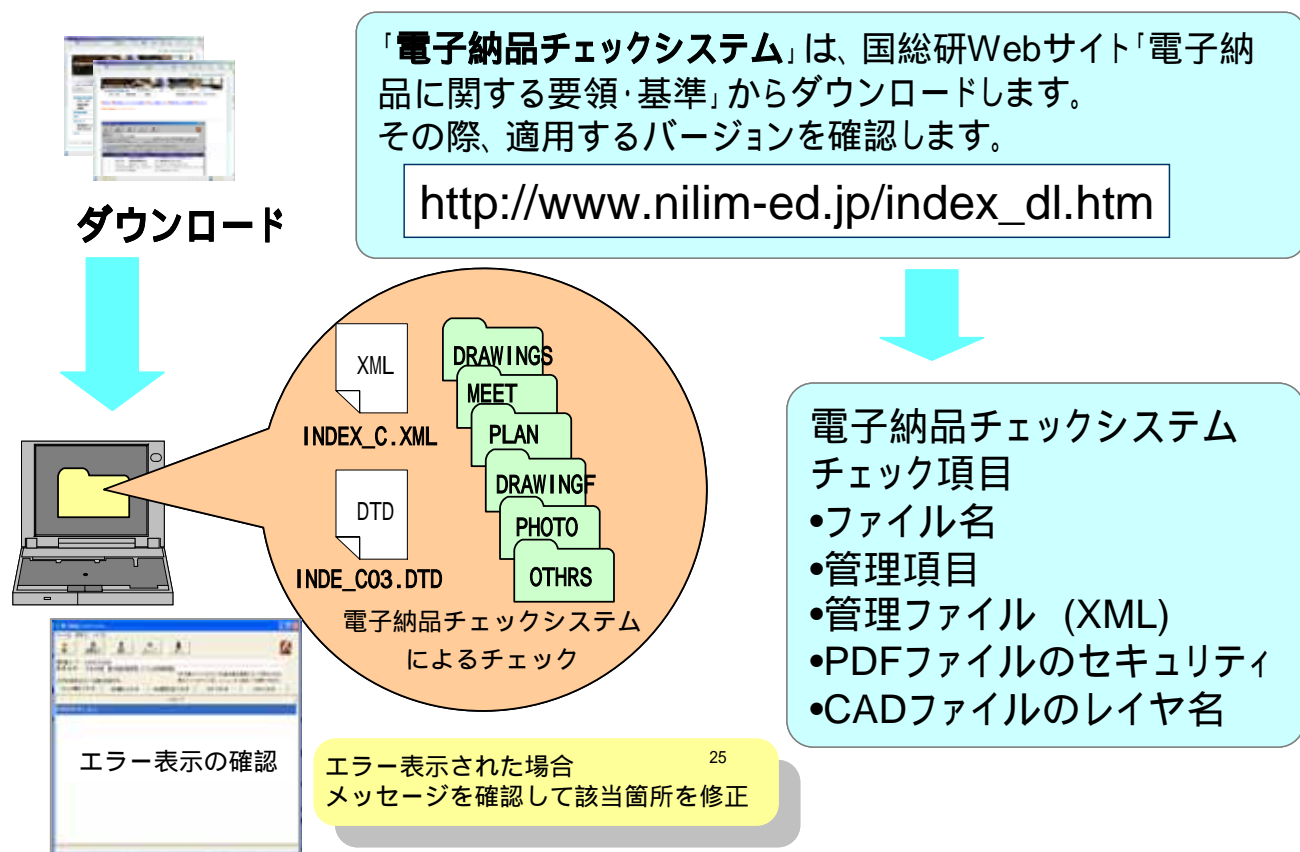 「電子納品チェックシステム」は、国総研Webサイト「電子納
品に関する要領・基準」からダウンロードします。
その際、適用するバージョンを確認します。
http://www.nilim-ed.jp/index_dl.htm
ダウンロード
XML
INDEX_C.XML
DTD
INDE_C03.DTD
DRAWINGS
MEET
PLAN
DRAWINGF
PHOTO
OTHRS
電子納品チェックシステム
によるチェック
電子納品チェックシステム
チェック項目
•ファイル名
•管理項目
•管理ファイル (XML)
•PDFファイルのセキュリティ
•CADファイルのレイヤ名
エラー表示の確認
エラー表示された場合
メッセージを確認して該当箇所を修正
25